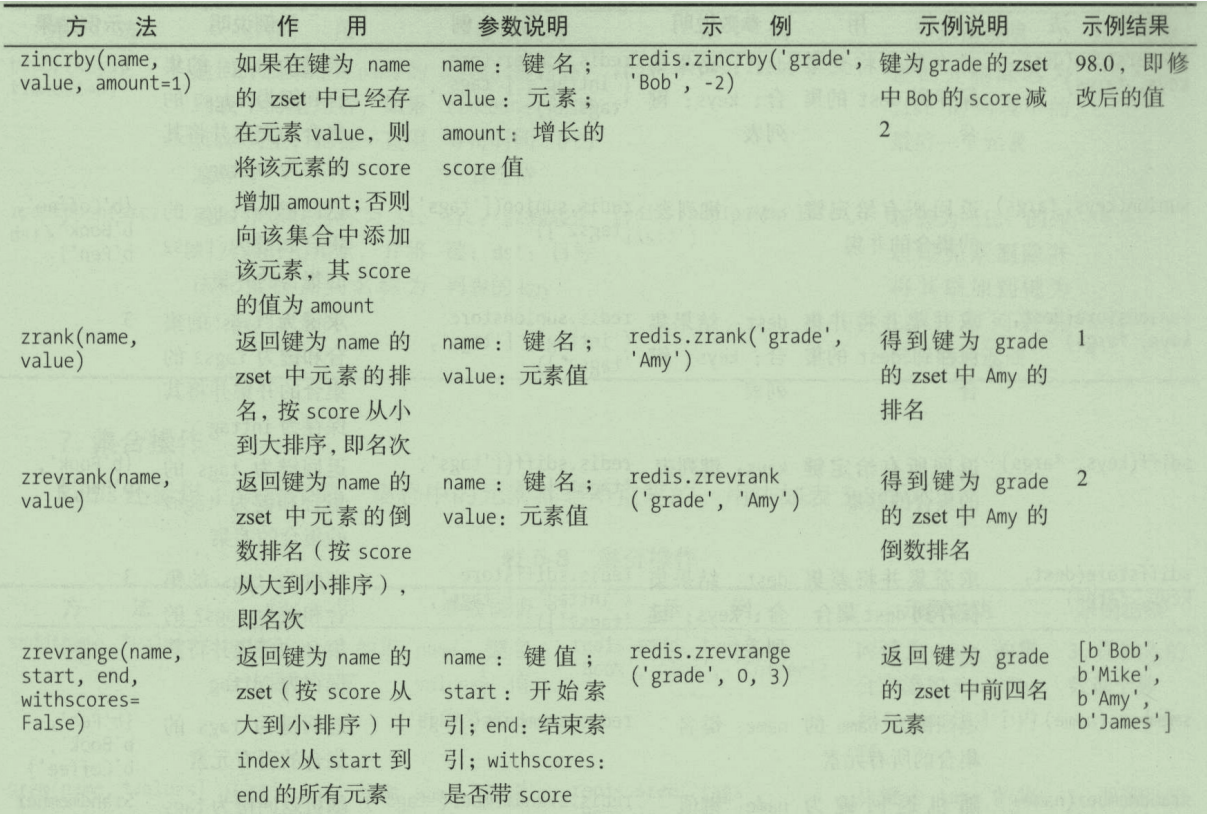 方 法 作 用 参数说明 示 例 示例说明 示例结果
zincrby(name,
value, amount=1)
如果在键为 name
的 zset 中已经存
在元素 value，则
将该元素的 score
增加 amount；否则
向该集合中添加
该元素，其 score
的值为 amount
name：键名；
value：元素；
amount：增长的
score 值
redis.zincrby('grade',
'Bob', -2)
键为 grade 的 zset
中 Bob 的 score 减
2
98.0，即修
改后的值
zrank(name,
value)
返回键为 name 的
zset 中元素的排
名，按 score 从小
到大排序，即名次
name：键名；
value：元素值
redis.zrank('grade',
'Amy')
得到键为 grade
的 zset 中 Amy 的
排名
1
zrevrank(name,
value)
返回键为 name 的
zset 中元素的倒
数排名（按 score
从大到小排序），
即名次
name：键名；
value：元素值
redis.zrevrank
('grade', 'Amy')
得到键为 grade
的 zset 中 Amy 的
倒数排名
2
zrevrange(name,
start, end,
withscores=
False)
返回键为 name 的
zset（按 score 从
大到小排序）中
index 从 start 到
end 的所有元素
name：键值；
start：开始索
引；end：结束索
引；withscores：
是否带 score
redis.zrevrange
('grade', 0, 3)
返回键为 grade
的 zset 中前四名
元素
[b'Bob',
b'Mike',
b'Amy',
b'James']